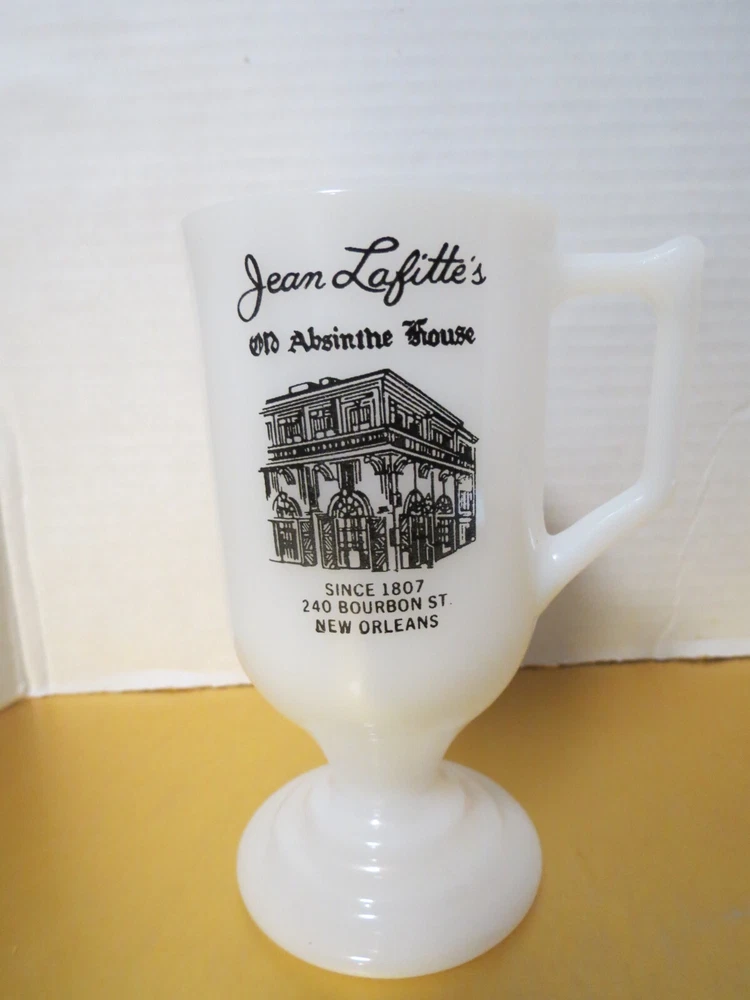 Jean Lafitte's
Old Absinthe House
SINCE 1807
240 BOURBON ST.
NEW ORLEANS